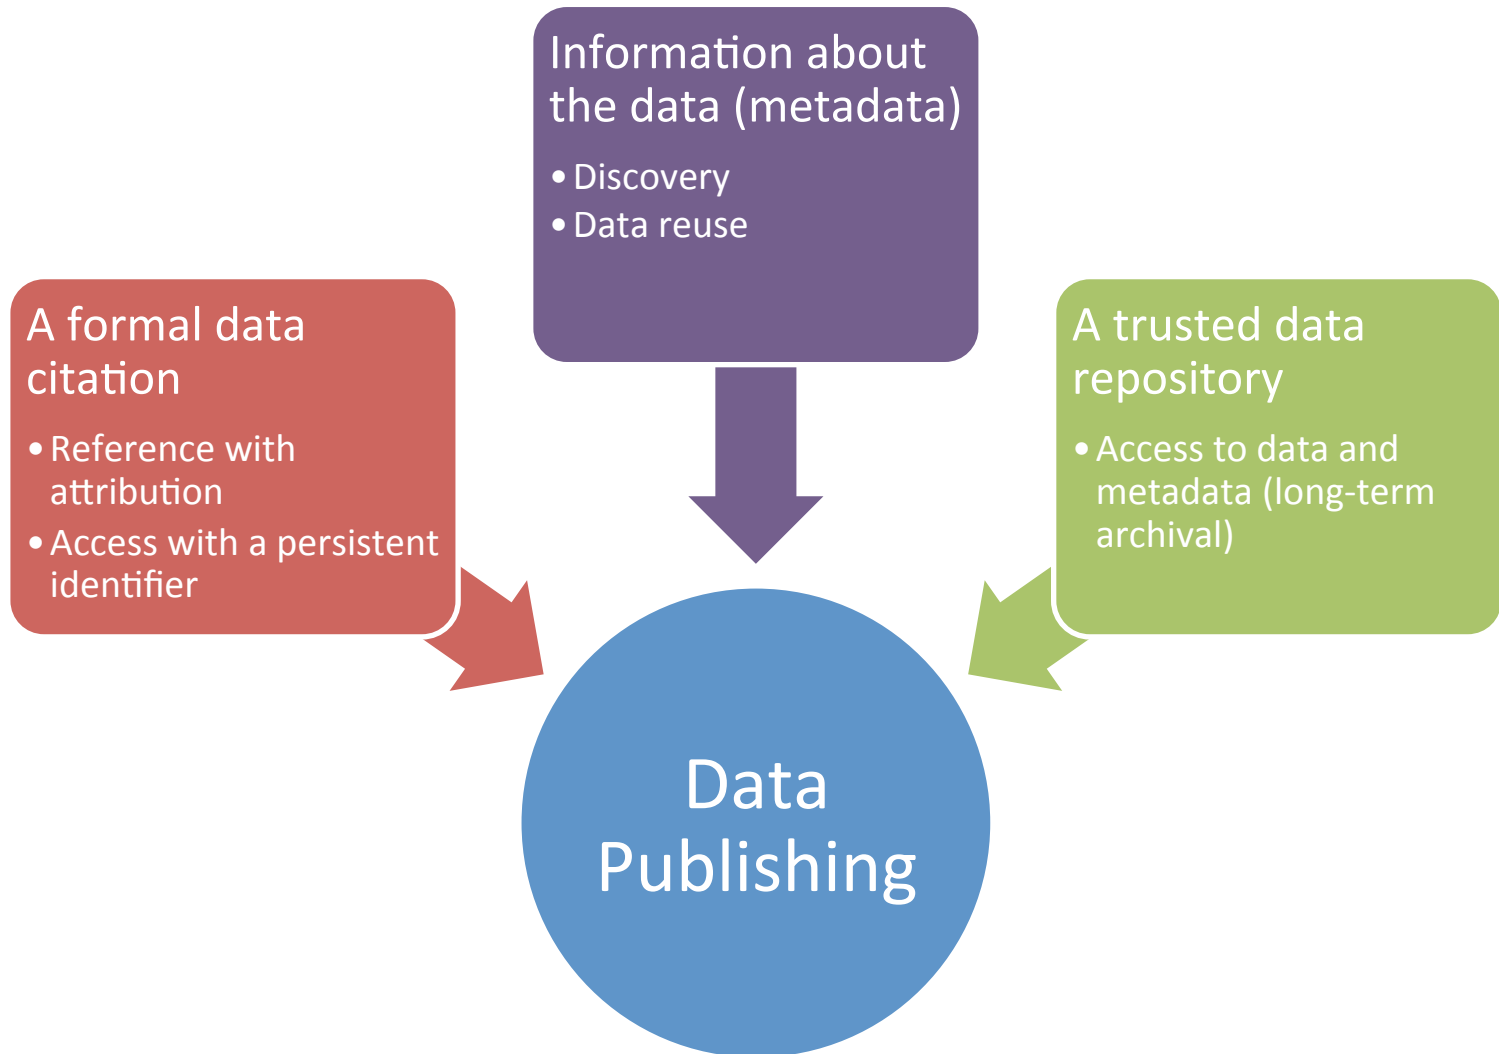 Information about
the data (metadata)
• Discovery
• Data reuse
A formal data
citation
• Reference with
attribution
• Access with a persistent
identifier
A trusted data
repository
• Access to data and
metadata (long-term
archival)
Data
Publishing